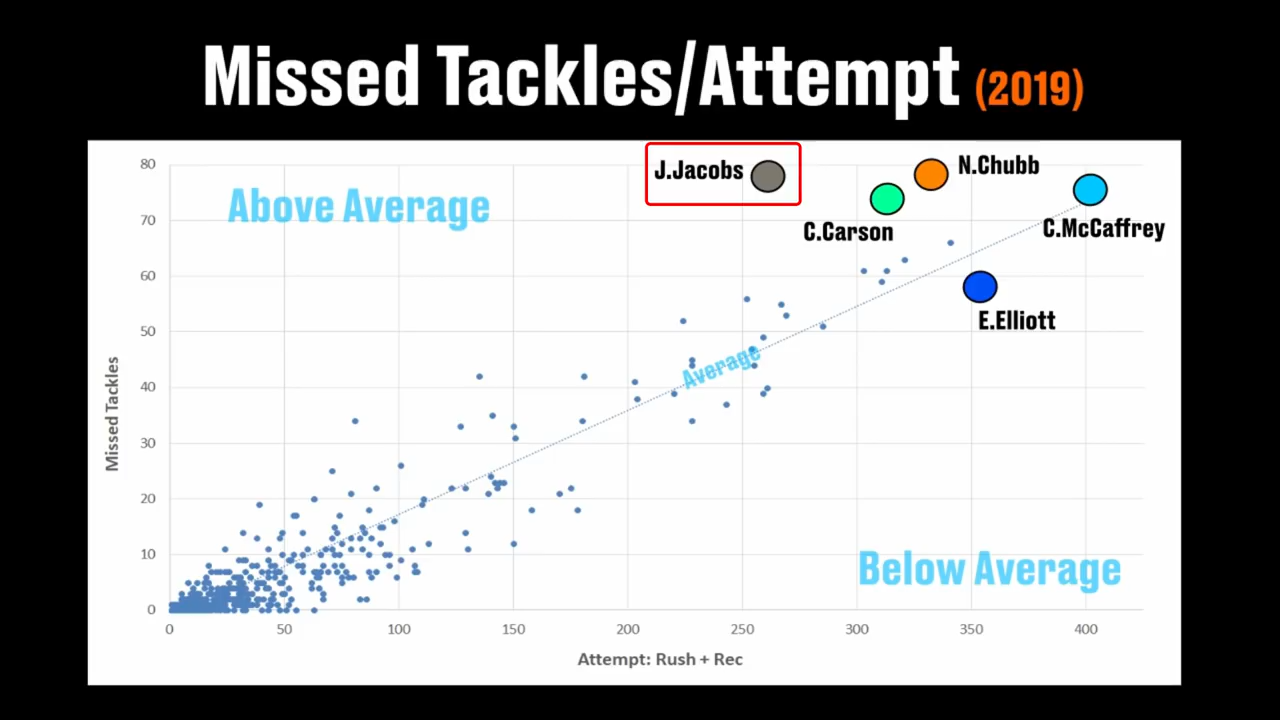 Missed Tackles/Attempt (2019)
80
J.Jacobs
N.Chubb
Above Average
70
C.Carson
C.McCaffrey
60
E.Elliott
50
Average
40
Missed Tackles
30
20
10
Below Average
0
0 50 100 150 200 250 300 350 400
Attempt: Rush + Rec